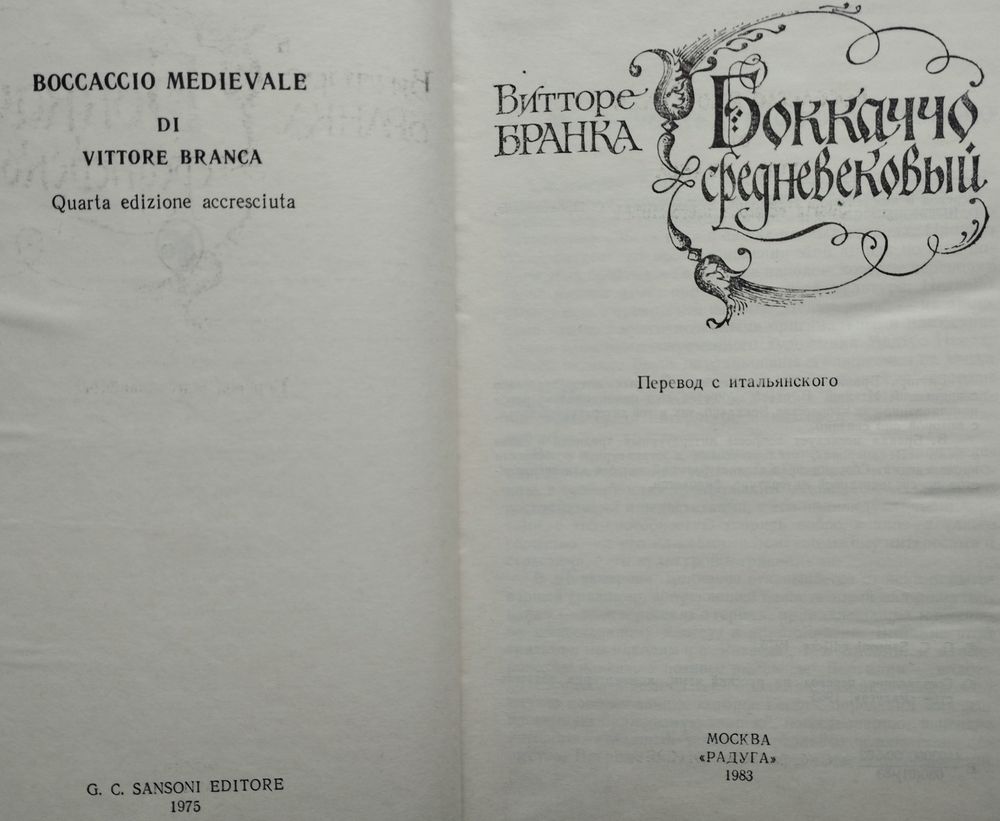 BOCCACCIO MEDIEVALE
DI
VITTORE BRANCA
Quarta edizione accresciuta
G. C. SANSONI EDITORE
1975
Витторе
БРАНКА
Боккаччо
средневековый
Перевод с итальянского
МОСКВА
«РАДУГА»
1983